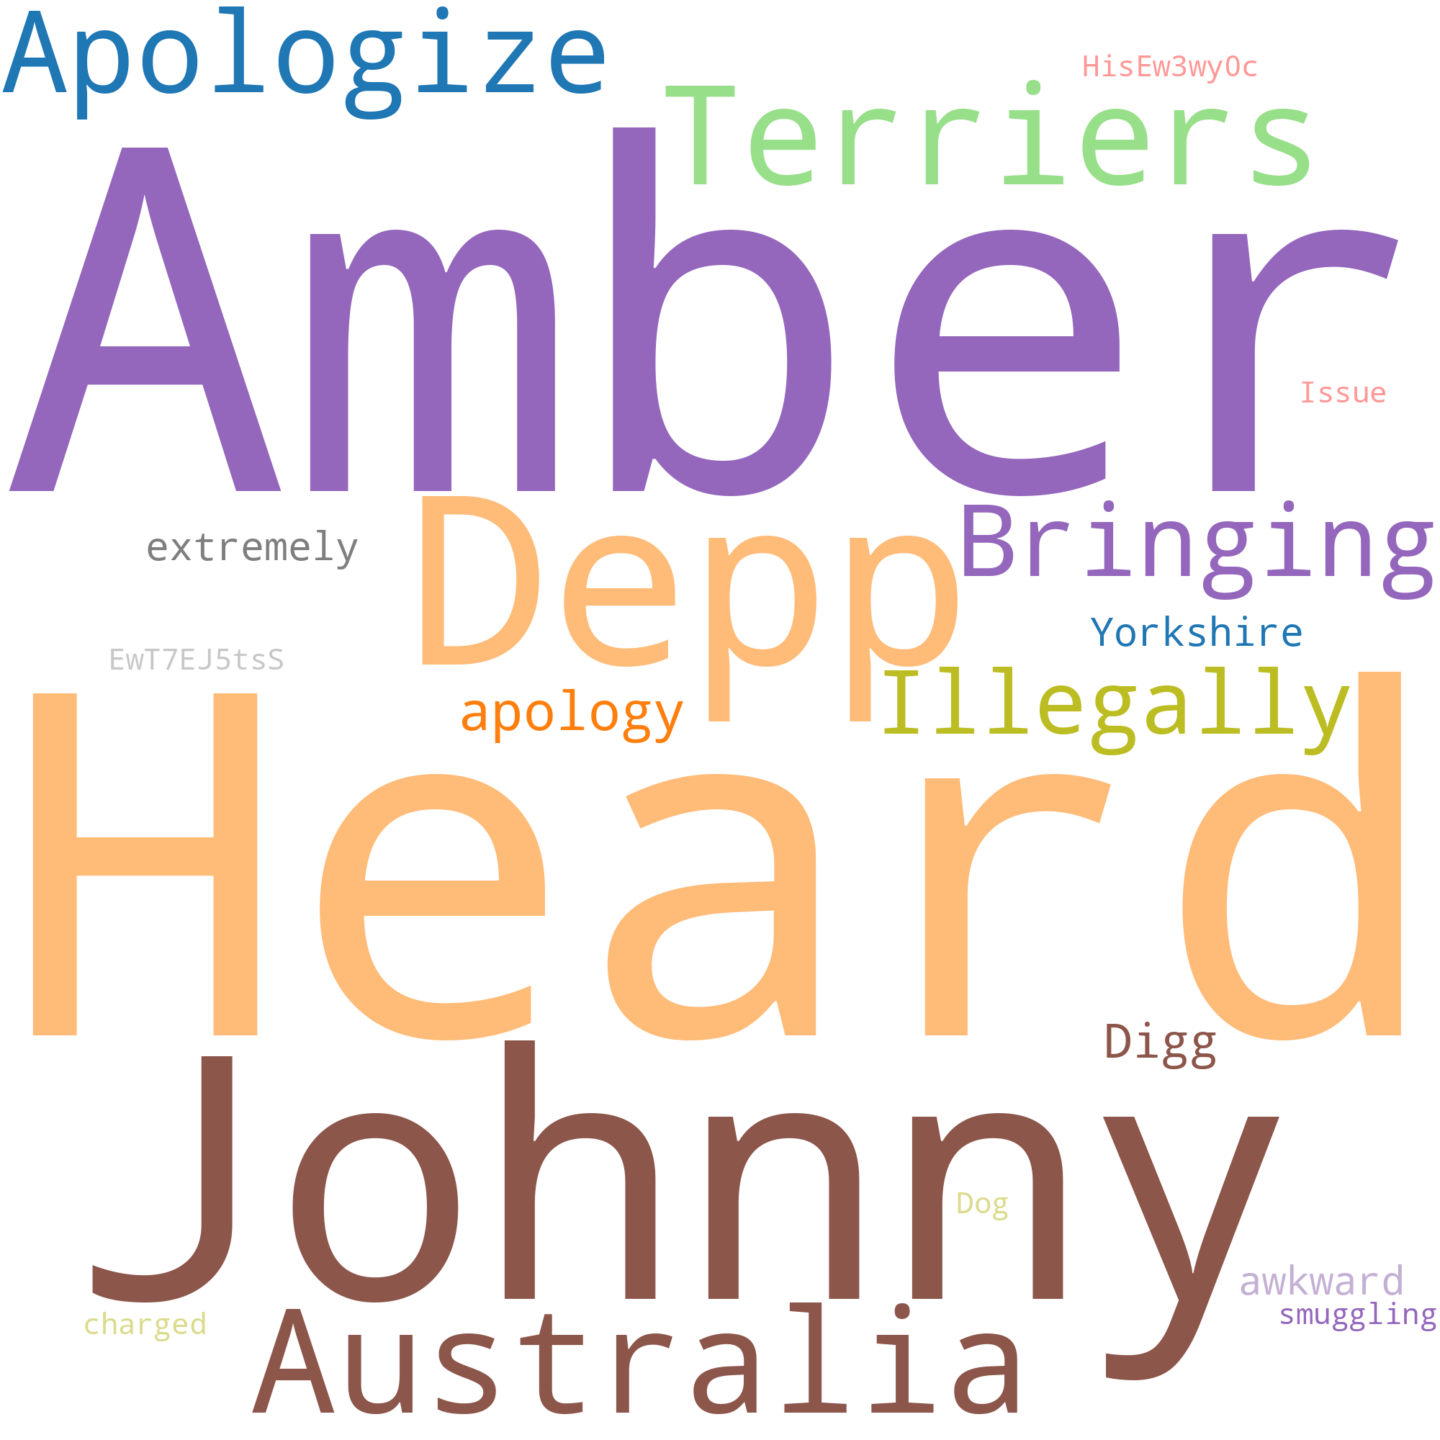 Apologize
HisEw3wyOc
Terriers
Amber
Issue
Depp
Bringing
extremely
Yorkshire
EwT7EJ5tsS
apology
Illegally
Heard
Digg
Johnny
Dog
awkward
smuggling
charged
Australia